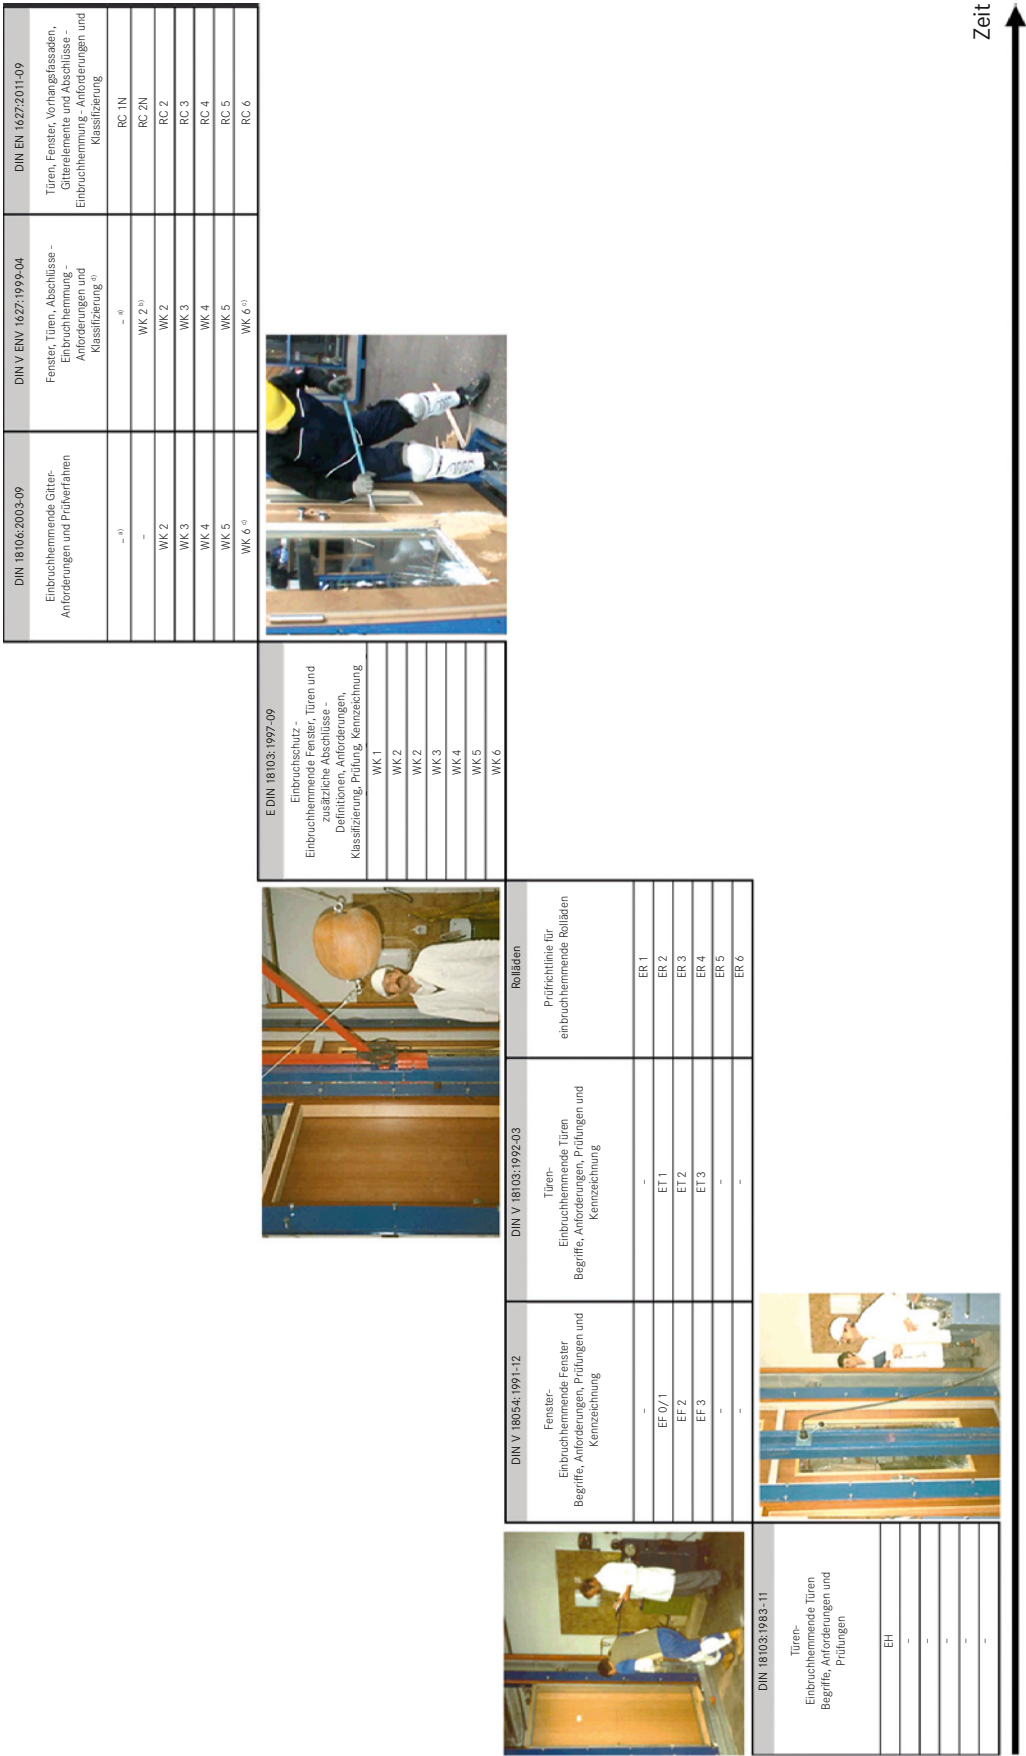 DIN 18103:1983-11
Türen-
Einbruchhemmende Türen
Begriffe, Anforderungen und
Prüfungen
EH
–
–
–
–
–
DIN V 18054:1991-12
Fenster-
Einbruchhemmende Fenster
Begriffe, Anforderungen, Prüfungen und
Kennzeichnung
–
EF 0/1
EF 2
EF 3
–
–
DIN V 18103:1992-03
Türen-
Einbruchhemmende Türen
Begriffe, Anforderungen, Prüfungen und
Kennzeichnung
–
ET 1
ET 2
ET 3
–
–
Rolläden
Prüfrichtlinie für
einbruchhemmende Rolläden
ER 1
ER 2
ER 3
ER 4
ER 5
ER 6
E DIN 18103:1997-09
Einbruchschutz -
Einbruchhemmende Fenster, Türen und
zusätzliche Abschlüsse -
Definitionen, Anforderungen,
Klassifizierung, Prüfung, Kennzeichnung
WK 1
WK 2
WK 2
WK 3
WK 4
WK 5
WK 6
DIN 18106:2003-09
Einbruchhemmende Gitter-
Anforderungen und Prüfverfahren
– a)
–
WK 2
WK 3
WK 4
WK 5
WK 6 c)
DIN V ENV 1627:1999-04
Fenster, Türen, Abschlüsse -
Einbruchhemmung -
Anforderungen und
Klassifizierung d)
– a)
WK 2 b)
WK 2
WK 3
WK 4
WK 5
WK 6 c)
DIN EN 1627:2011-09
Türen, Fenster, Vorhangsfassaden,
Gitterelemente und Abschlüsse -
Einbruchhemmung - Anforderungen und
Klassifizierung
RC 1N
RC 2N
RC 2
RC 3
RC 4
RC 5
RC 6
Zeit